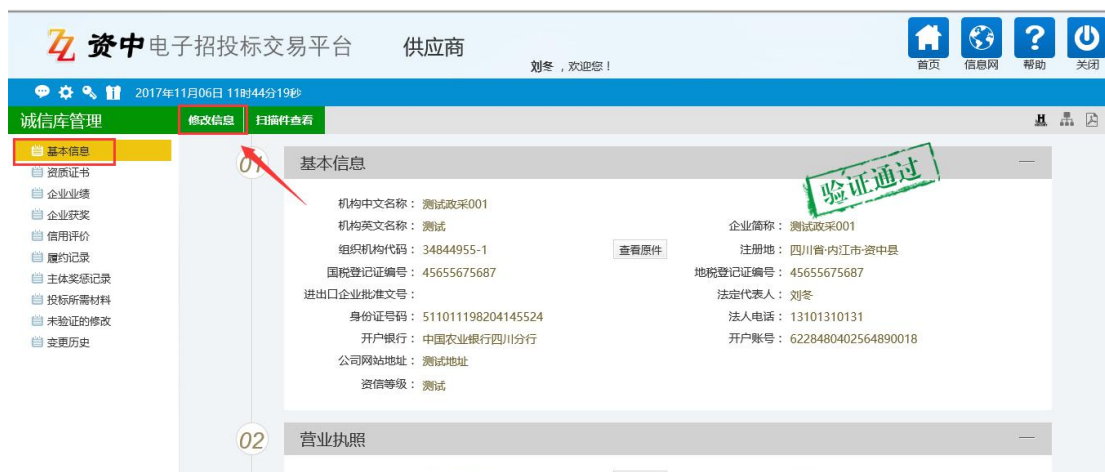 资中电子招投标交易平台 供应商
刘冬，欢迎您！
首页 信息网 帮助 关闭
2017年11月06日 11时44分19秒
诚信库管理 修改信息 扫描件查看
基本信息
资质证书
企业业绩
企业获奖
信用评价
履约记录
主体奖惩记录
投标所需材料
未验证的修改
变更历史
01 基本信息
验证通过
机构中文名称： 测试政采001
机构英文名称： 测试 企业简称： 测试政采001
组织机构代码： 34844955-1 查看原件 注册地： 四川省·内江市·资中县
国税登记证编号： 45655675687 地税登记证编号： 45655675687
进出口企业批准文号： 法定代表人： 刘冬
身份证号码： 511011198204145524 法人电话： 13101310131
开户银行： 中国农业银行四川分行 开户账号： 6228480402564890018
公司网站地址： 测试地址
资信等级： 测试
02 营业执照